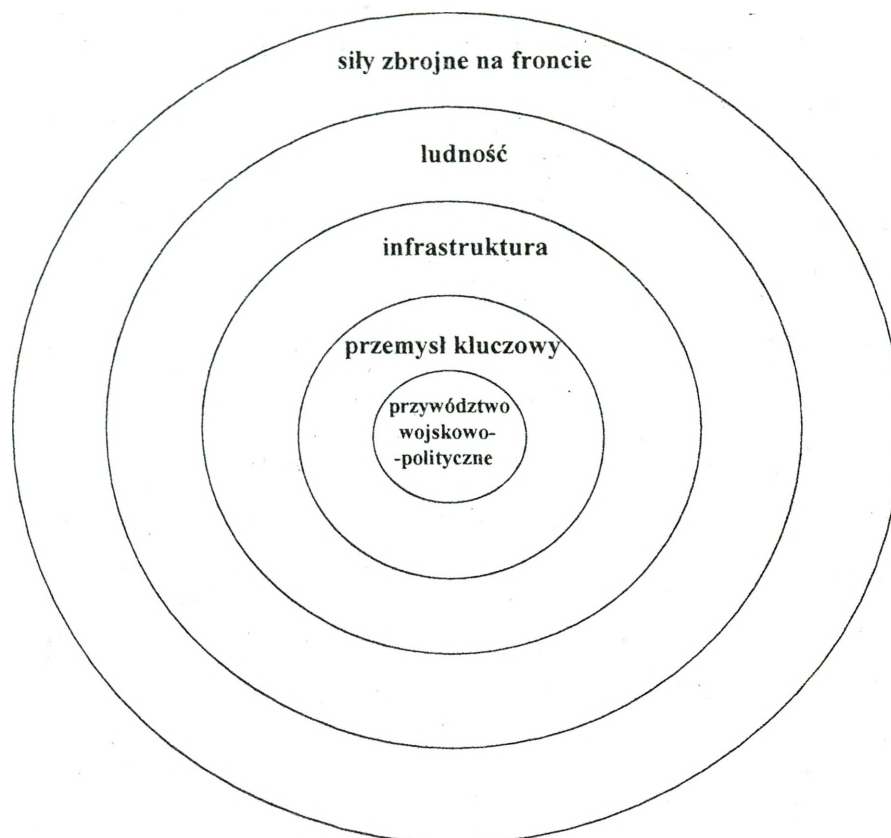 siły zbrojne na froncie
ludność
infrastruktura
przemysł kluczowy
przywództwo
wojskowo-
-polityczne